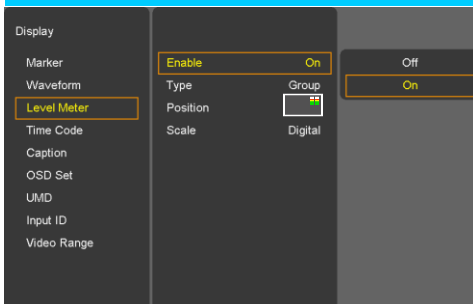 Display
Marker
Waveform
Level Meter
Time Code
Caption
OSD Set
UMD
Input ID
Video Range
Enable On
Type Group
Position
Scale Digital
Off
On